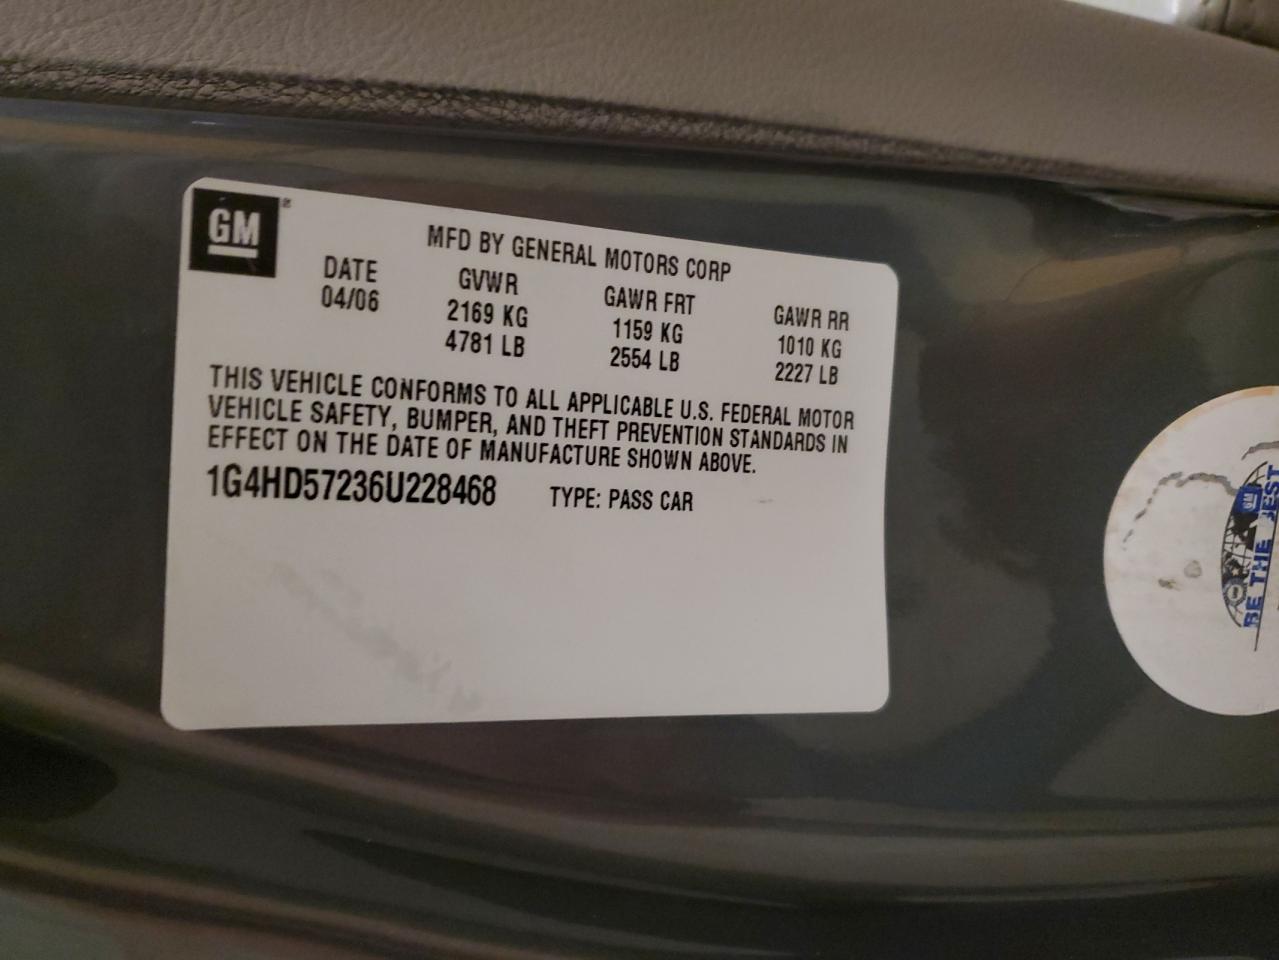 GM
MFD BY GENERAL MOTORS CORP
DATE GVWR GAWR FRT GAWR RR
04/06 2169 KG 1159 KG 1010 KG
4781 LB 2554 LB 2227 LB
THIS VEHICLE CONFORMS TO ALL APPLICABLE U.S. FEDERAL MOTOR
VEHICLE SAFETY, BUMPER, AND THEFT PREVENTION STANDARDS IN
EFFECT ON THE DATE OF MANUFACTURE SHOWN ABOVE.
1G4HD57236U228468 TYPE: PASS CAR
GM
BE THE BEST